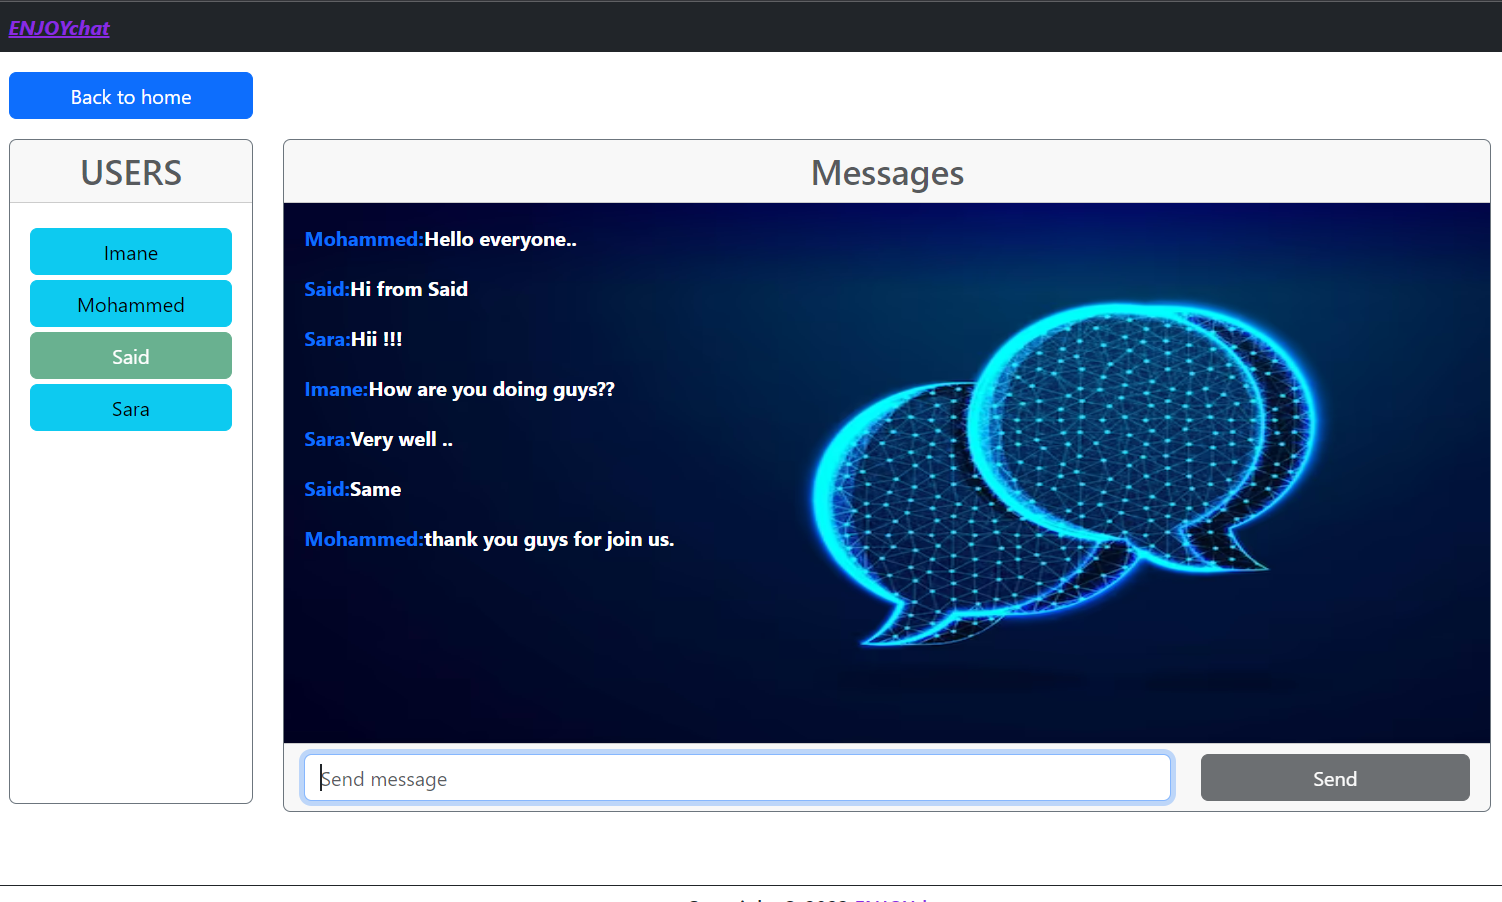 ENJOYchat
Back to home
USERS
Imane
Mohammed
Said
Sara
Messages
Mohammed:Hello everyone..
Said:Hi from Said
Sara:Hii !!!
Imane:How are you doing guys??
Sara:Very well ..
Said:Same
Mohammed:thank you guys for join us.
Send message
Send